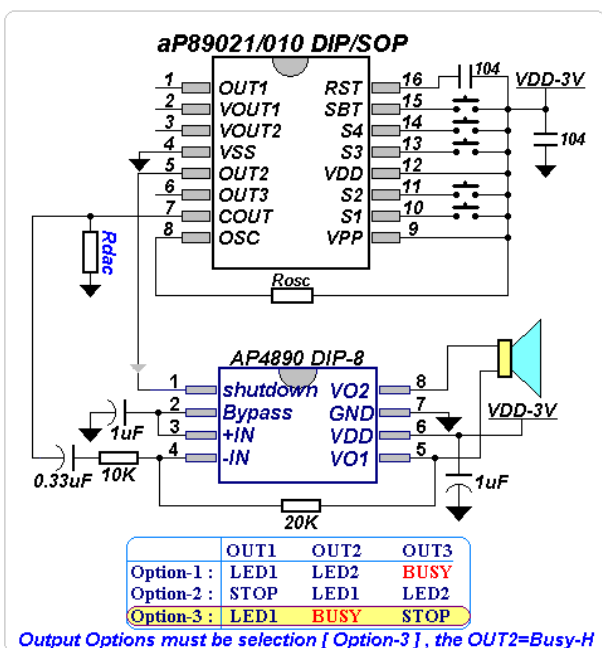 aP89021/010 DIP/SOP
1 OUT1 RST 16 104 VDD-3V
2 VOUT1 SBT 15
3 VOUT2 S4 14
4 VSS S3 13 104
5 OUT2 VDD 12
6 OUT3 S2 11
7 COUT S1 10
8 OSC VPP 9
Rdac
Rosc
AP4890 DIP-8
1 shutdown VO2 8
2 Bypass GND 7 VDD-3V
1uF 3 +IN VDD 6
4 -IN VO1 5
0.33uF 10K 1uF
20K
OUT1 OUT2 OUT3
Option-1 : LED1 LED2 BUSY
Option-2 : STOP LED1 LED2
Option-3 : LED1 BUSY STOP
Output Options must be selection [ Option-3 ] , the OUT2=Busy-H